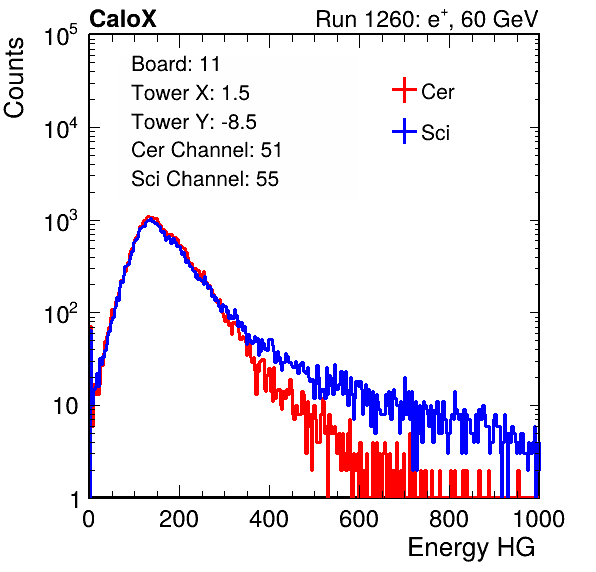 CaloX Run 1260: e⁺, 60 GeV
Counts
10⁵
10⁴
10³
10²
10
1
Board: 11
Tower X: 1.5
Tower Y: -8.5
Cer Channel: 51
Sci Channel: 55
Cer
Sci
0 200 400 600 800 1000
Energy HG